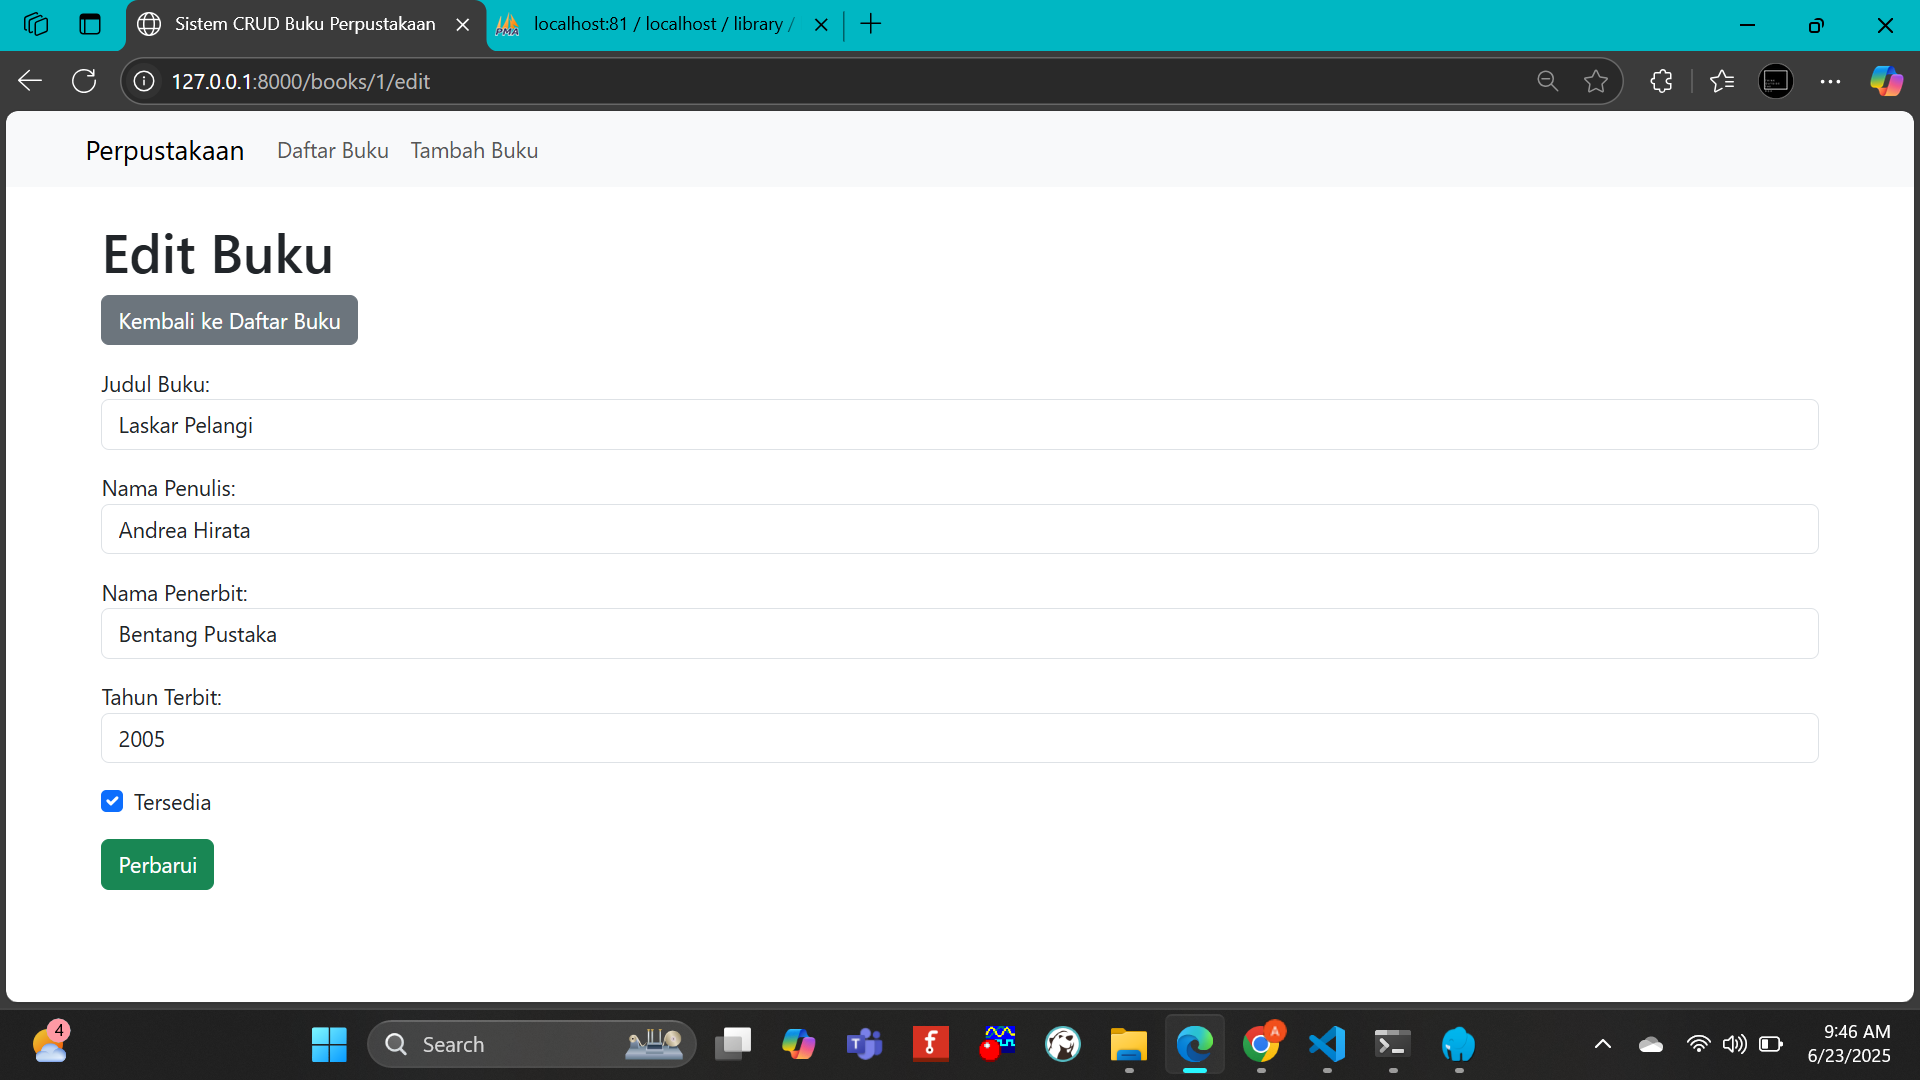 Sistem CRUD Buku Perpustakaan
PMA
localhost:81 / localhost / library /
127.0.0.1:8000/books/1/edit
Perpustakaan
Daftar Buku
Tambah Buku
Edit Buku
Kembali ke Daftar Buku
Judul Buku:
Laskar Pelangi
Nama Penulis:
Andrea Hirata
Nama Penerbit:
Bentang Pustaka
Tahun Terbit:
2005
Tersedia
Perbarui
4
Search
T
f
A
9:46 AM
6/23/2025